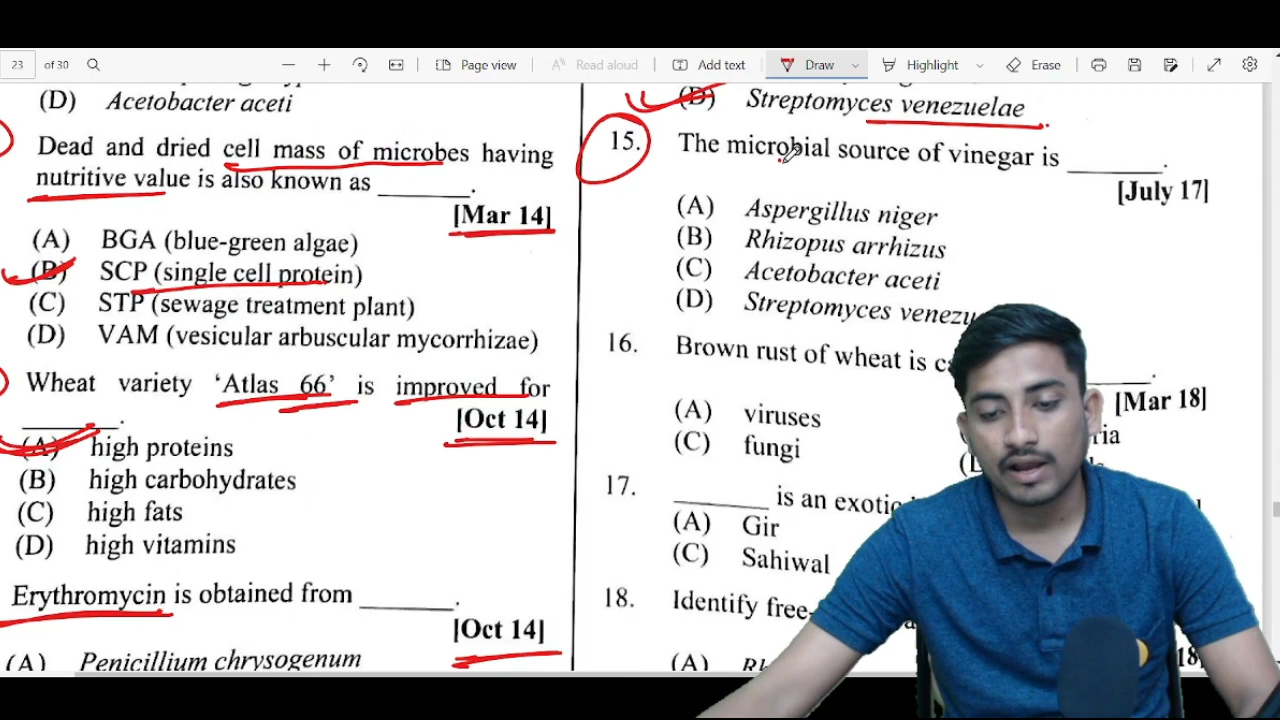 23 of 30
Page view
Read aloud
Add text
Draw
Highlight
Erase
(D) Acetobacter aceti
Dead and dried cell mass of microbes having
nutritive value is also known as ________.
[Mar 14]
(A) BGA (blue-green algae)
(B) SCP (single cell protein)
(C) STP (sewage treatment plant)
(D) VAM (vesicular arbuscular mycorrhizae)
Wheat variety ‘Atlas 66’ is improved for
________.
[Oct 14]
(A) high proteins
(B) high carbohydrates
(C) high fats
(D) high vitamins
Erythromycin is obtained from ________.
[Oct 14]
(A) Penicillium chrysogenum
(D) Streptomyces venezuelae
15. The microbial source of vinegar is ________.
[July 17]
(A) Aspergillus niger
(B) Rhizopus arrhizus
(C) Acetobacter aceti
(D) Streptomyces
16. Brown rust of wheat is ________.
[Mar 18]
(A) viruses
(C) fungi
17. ________ is an exotic
(A) Gir
(C) Sahiwal
18. Identify free-
(A)